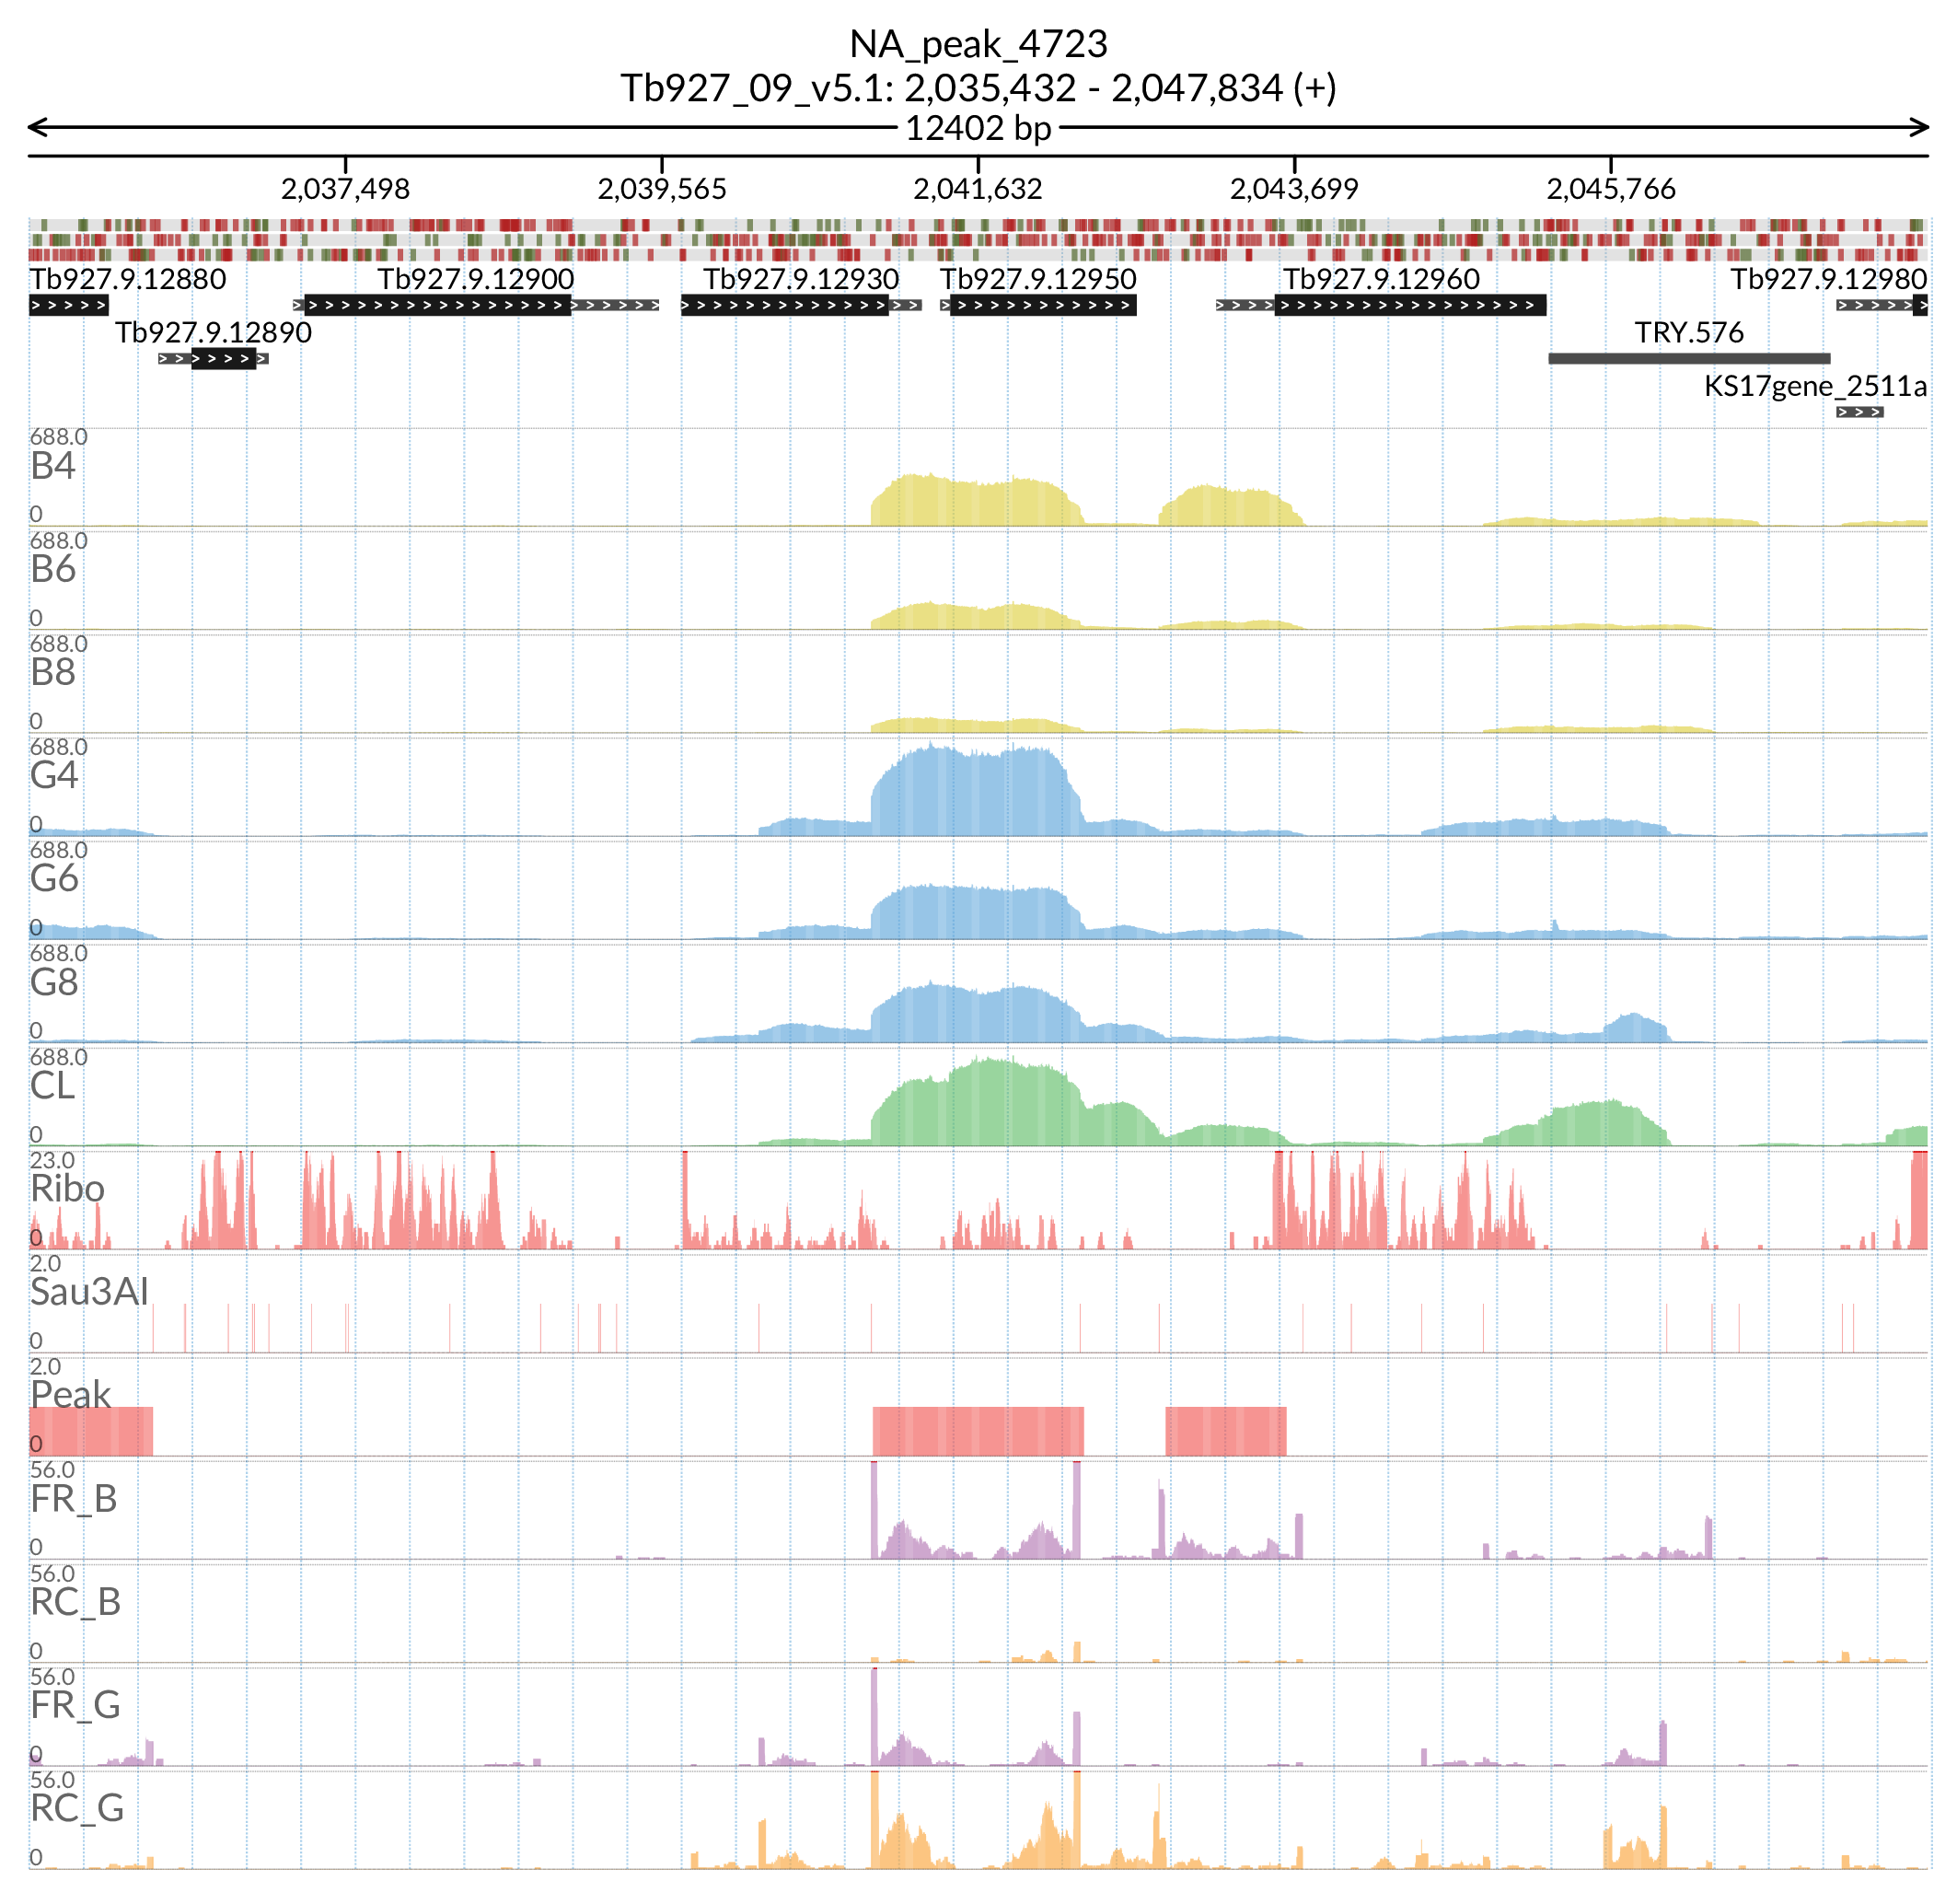 NA_peak_4723
Tb927_09_v5.1: 2,035,432 - 2,047,834 (+)
12402 bp
2,037,498 2,039,565 2,041,632 2,043,699 2,045,766
Tb927.9.12880 Tb927.9.12900 Tb927.9.12930 Tb927.9.12950 Tb927.9.12960 Tb927.9.12980
Tb927.9.12890 TRY.576
KS17gene_2511a
688.0
B4
0
688.0
B6
0
688.0
B8
0
688.0
G4
0
688.0
G6
0
688.0
G8
0
688.0
CL
0
23.0
Ribo
0
2.0
Sau3AI
0
2.0
Peak
0
56.0
FR_B
0
56.0
RC_B
0
56.0
FR_G
0
56.0
RC_G
0